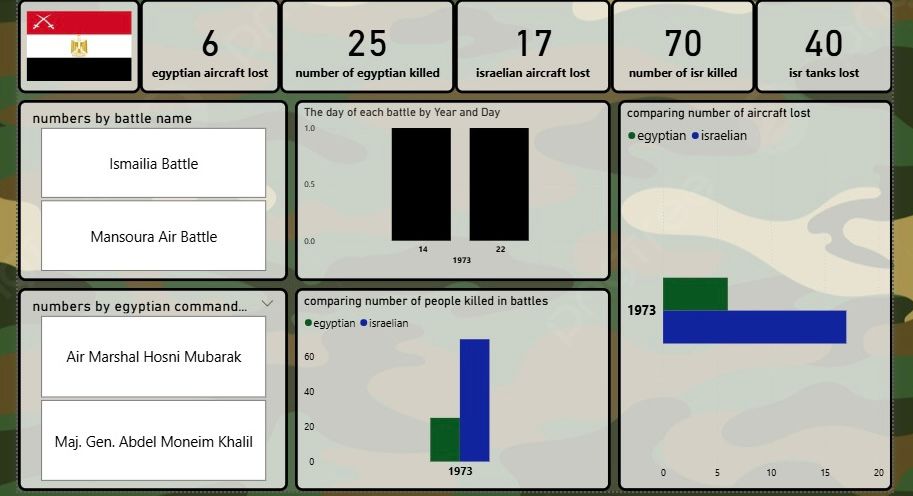 6
egyptian aircraft lost
25
number of egyptian killed
17
israelian aircraft lost
70
number of isr killed
40
isr tanks lost
numbers by battle name
Ismailia Battle
Mansoura Air Battle
The day of each battle by Year and Day
1.0
0.5
0.0
14 22
1973
comparing number of aircraft lost
egyptian israelian
1973
0 5 10 15 20
numbers by egyptian command...
Air Marshal Hosni Mubarak
Maj. Gen. Abdel Moneim Khalil
comparing number of people killed in battles
egyptian israelian
60
40
20
0
1973